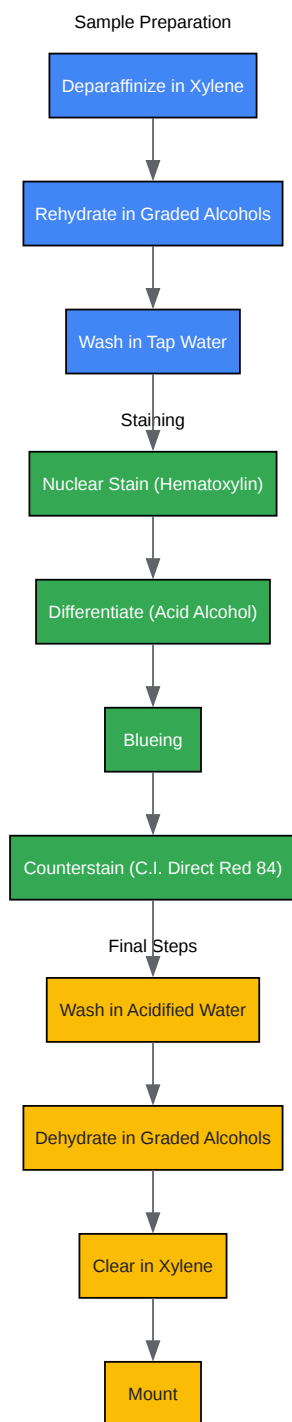 Sample Preparation
Deparaffinize in Xylene
Rehydrate in Graded Alcohols
Wash in Tap Water
Staining
Nuclear Stain (Hematoxylin)
Differentiate (Acid Alcohol)
Blueing
Counterstain (C.I. Direct Red 84)
Final Steps
Wash in Acidified Water
Dehydrate in Graded Alcohols
Clear in Xylene
Mount